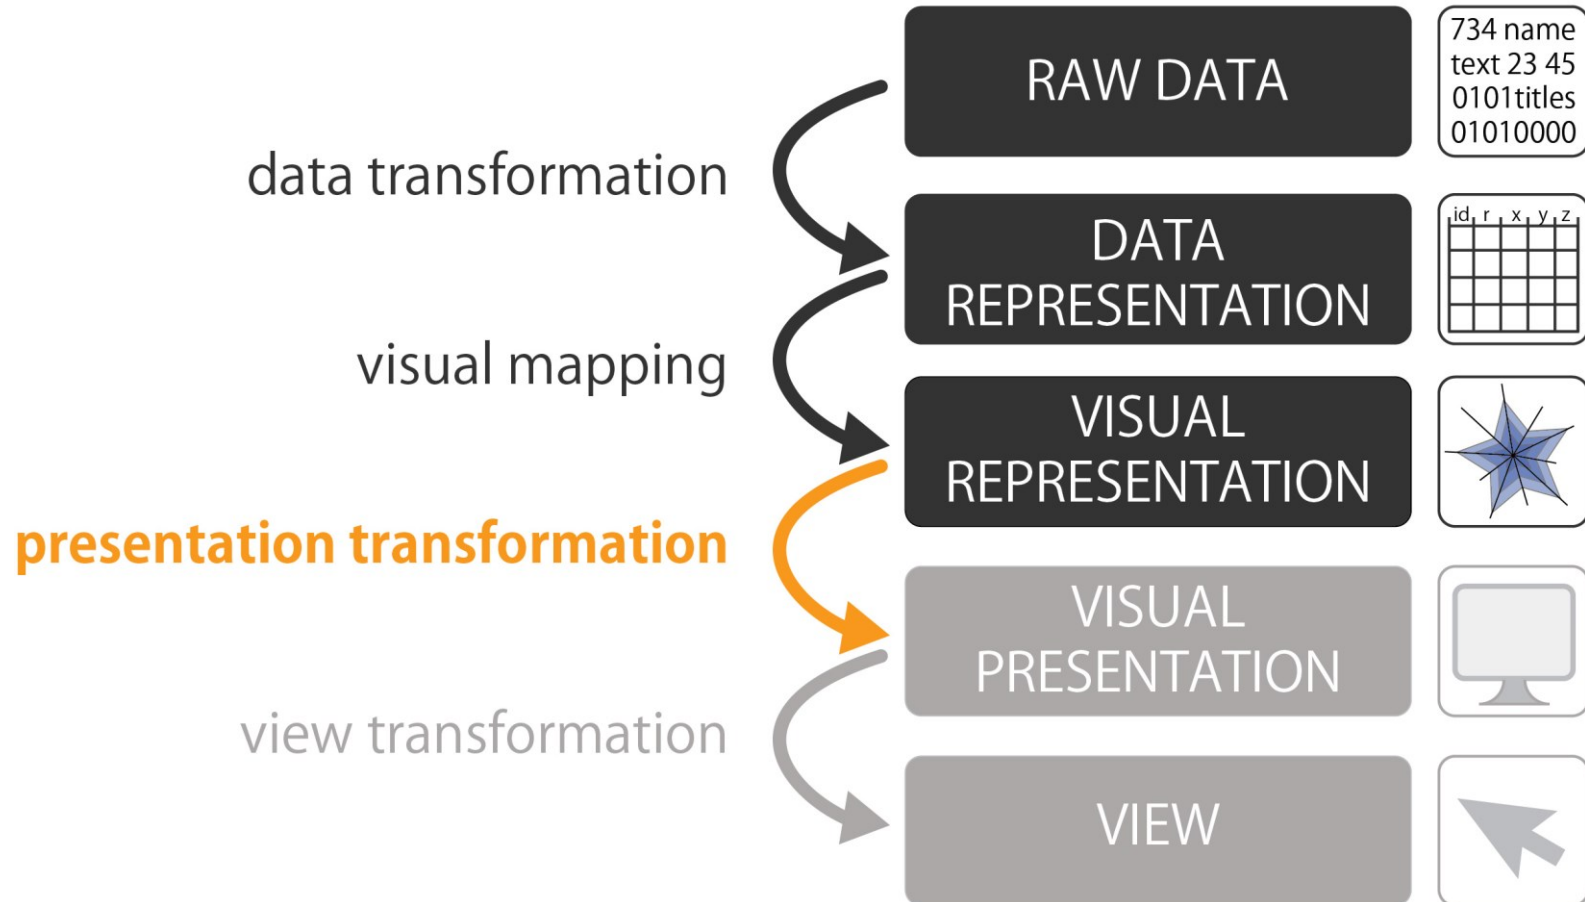 RAW DATA
734 name
text 23 45
0101titles
01010000
data transformation
DATA
REPRESENTATION
id r x y z
visual mapping
VISUAL
REPRESENTATION
presentation transformation
VISUAL
PRESENTATION
view transformation
VIEW